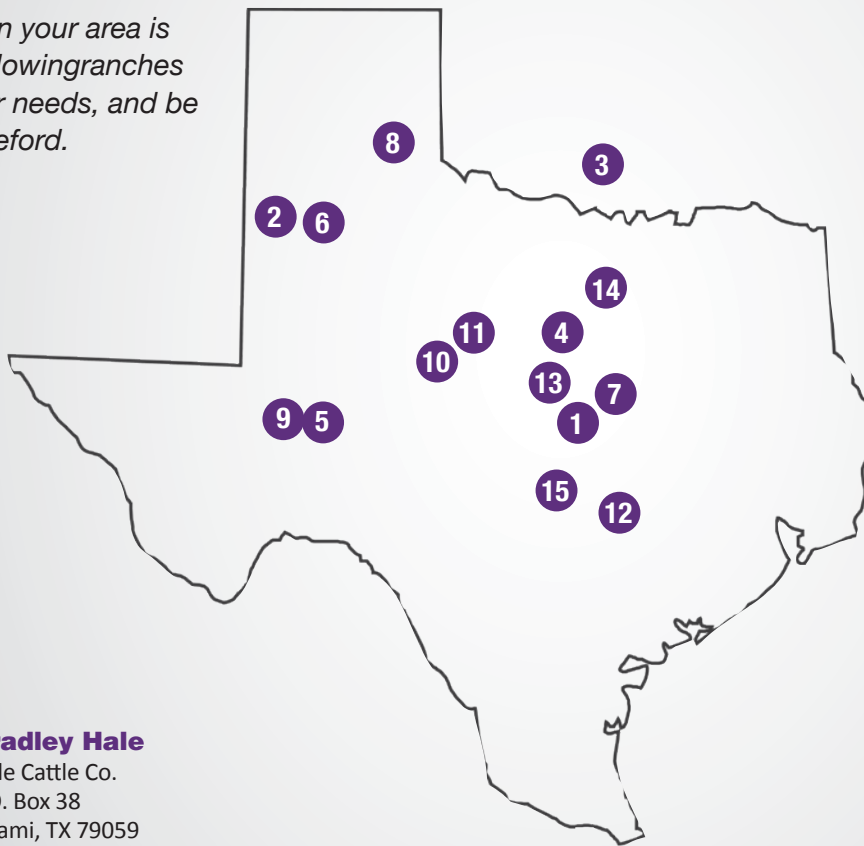 n your area is
lowingranches
r needs, and be
eford.
8
3
2
6
14
11
4
10
13
7
9
5
1
15
12
adley Hale
le Cattle Co.
. Box 38
ami, TX 79059